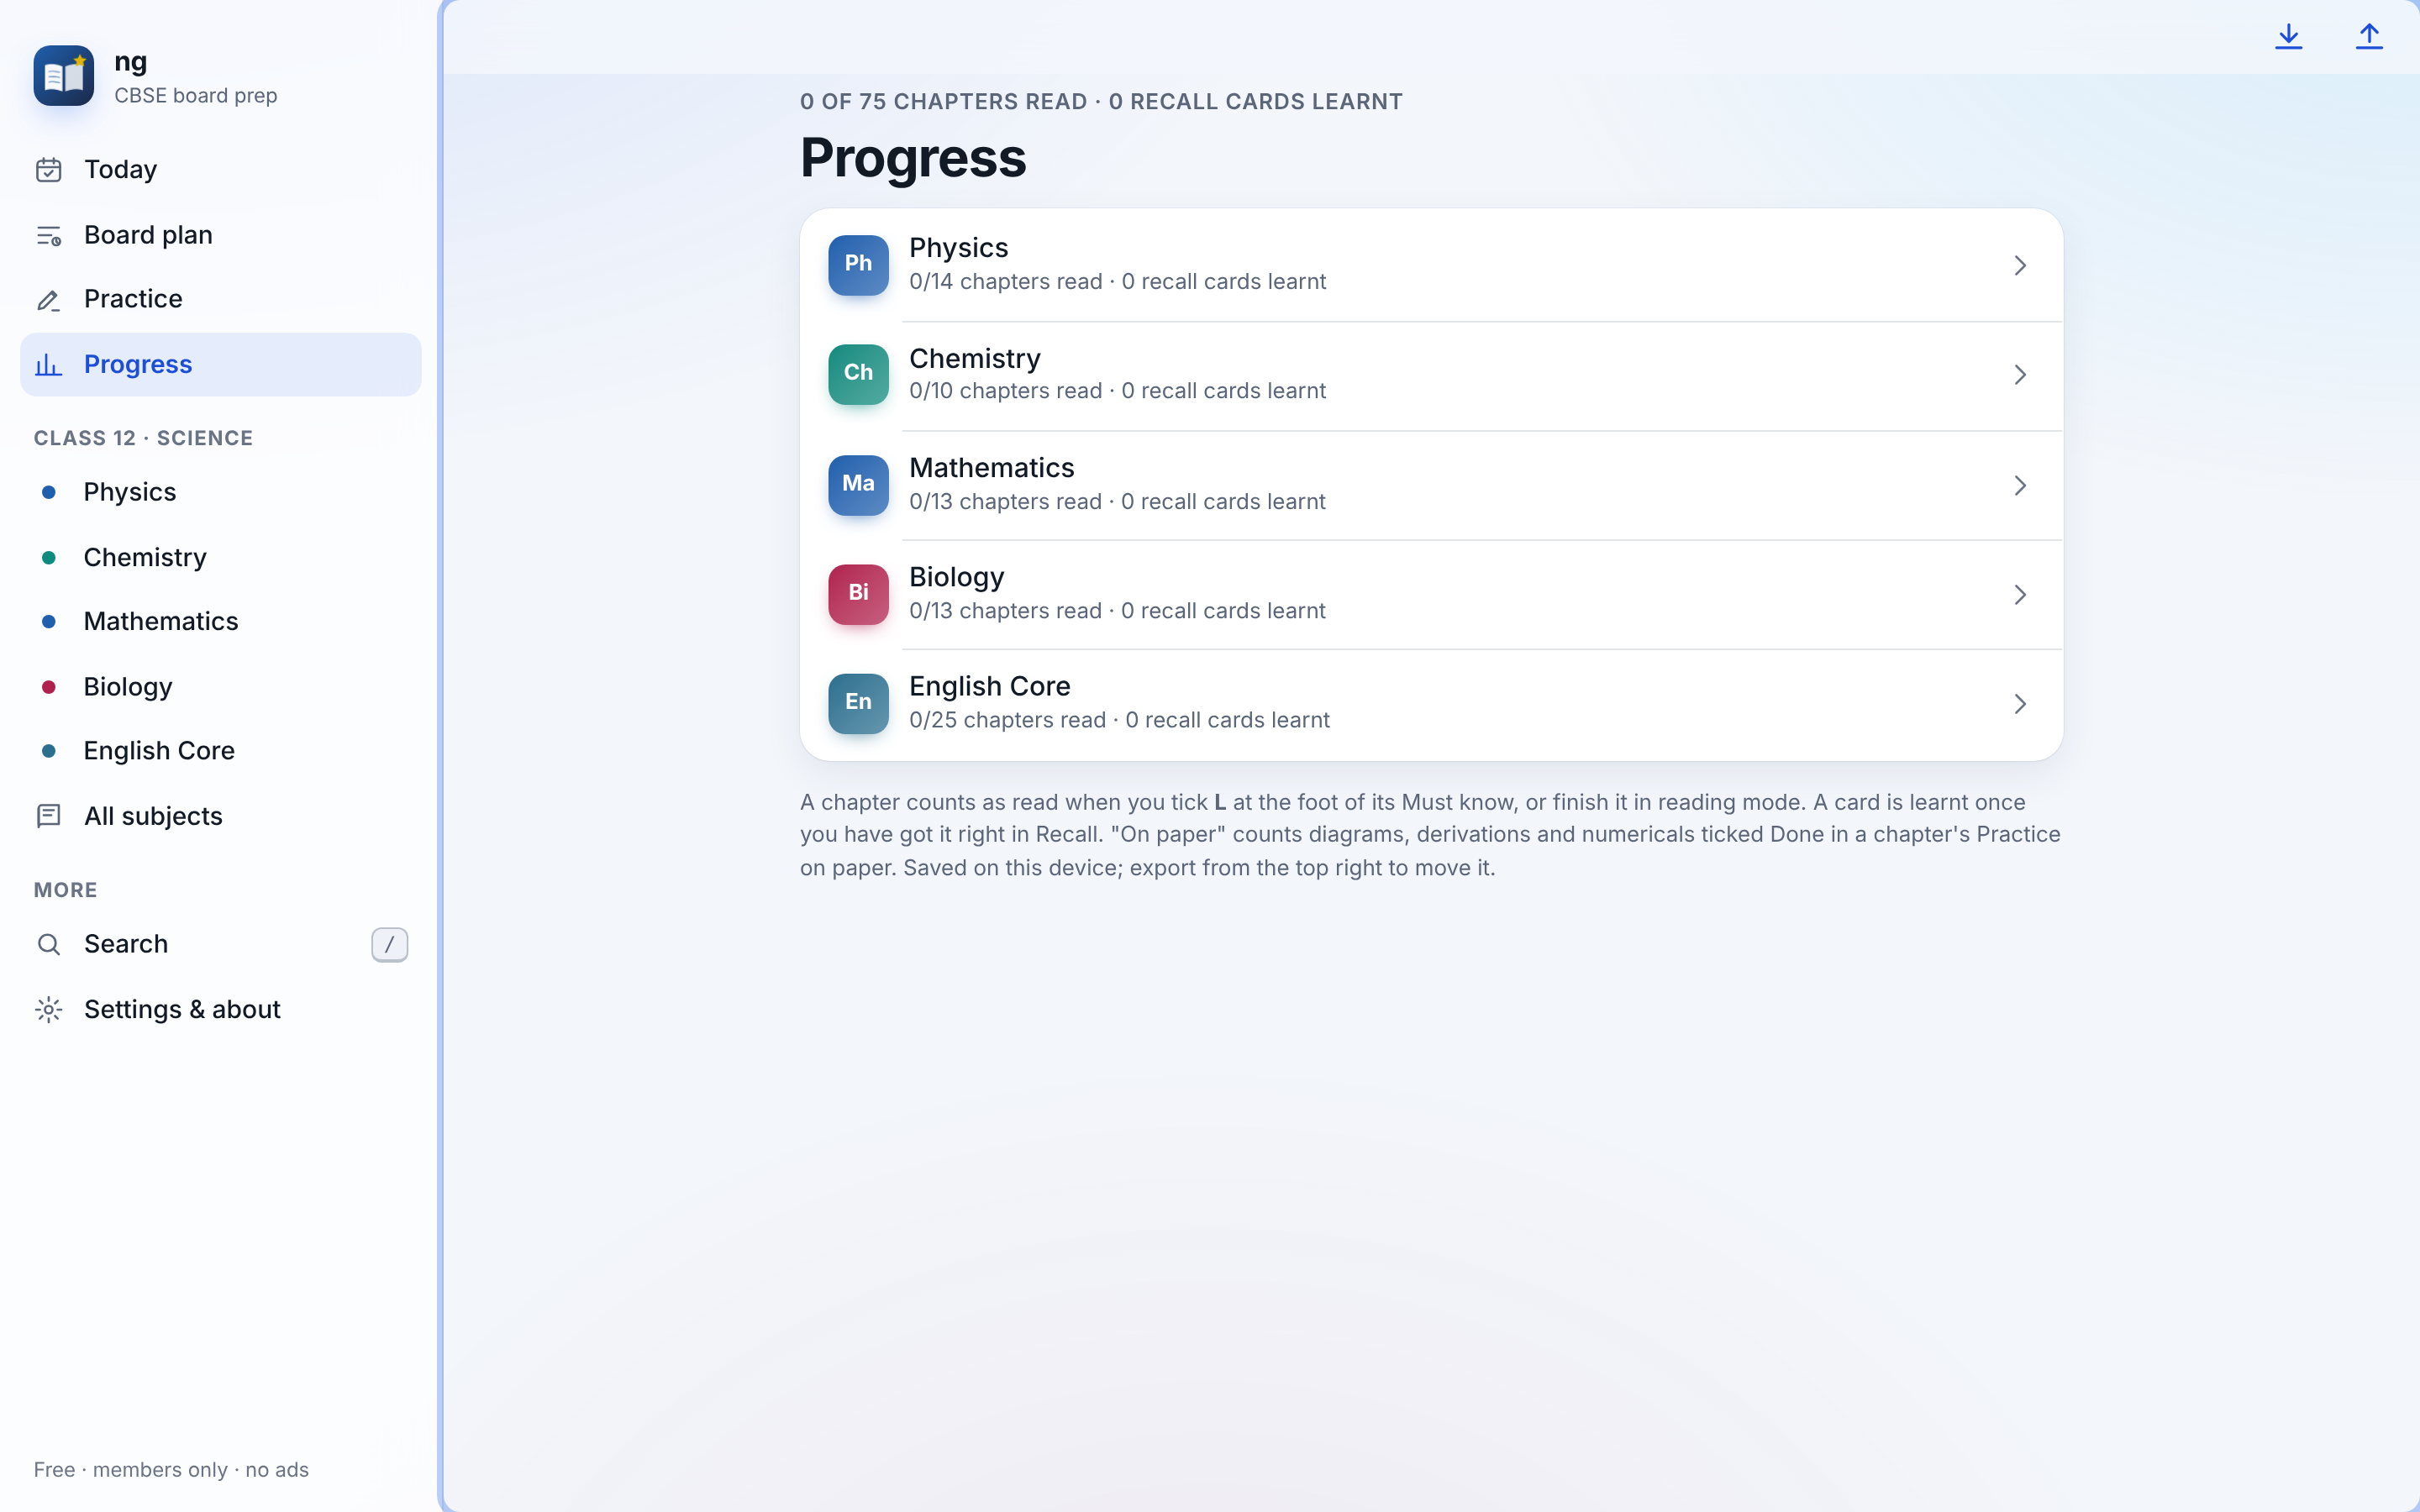 ng
CBSE board prep
Today
Board plan
Practice
Progress
CLASS 12 · SCIENCE
Physics
Chemistry
Mathematics
Biology
English Core
All subjects
MORE
Search /
Settings & about
Free · members only · no ads
0 OF 75 CHAPTERS READ · 0 RECALL CARDS LEARNT
Progress
Ph
Physics
0/14 chapters read · 0 recall cards learnt
Ch
Chemistry
0/10 chapters read · 0 recall cards learnt
Ma
Mathematics
0/13 chapters read · 0 recall cards learnt
Bi
Biology
0/13 chapters read · 0 recall cards learnt
En
English Core
0/25 chapters read · 0 recall cards learnt
A chapter counts as read when you tick L at the foot of its Must know, or finish it in reading mode. A card is learnt once
you have got it right in Recall. "On paper" counts diagrams, derivations and numericals ticked Done in a chapter's Practice
on paper. Saved on this device; export from the top right to move it.